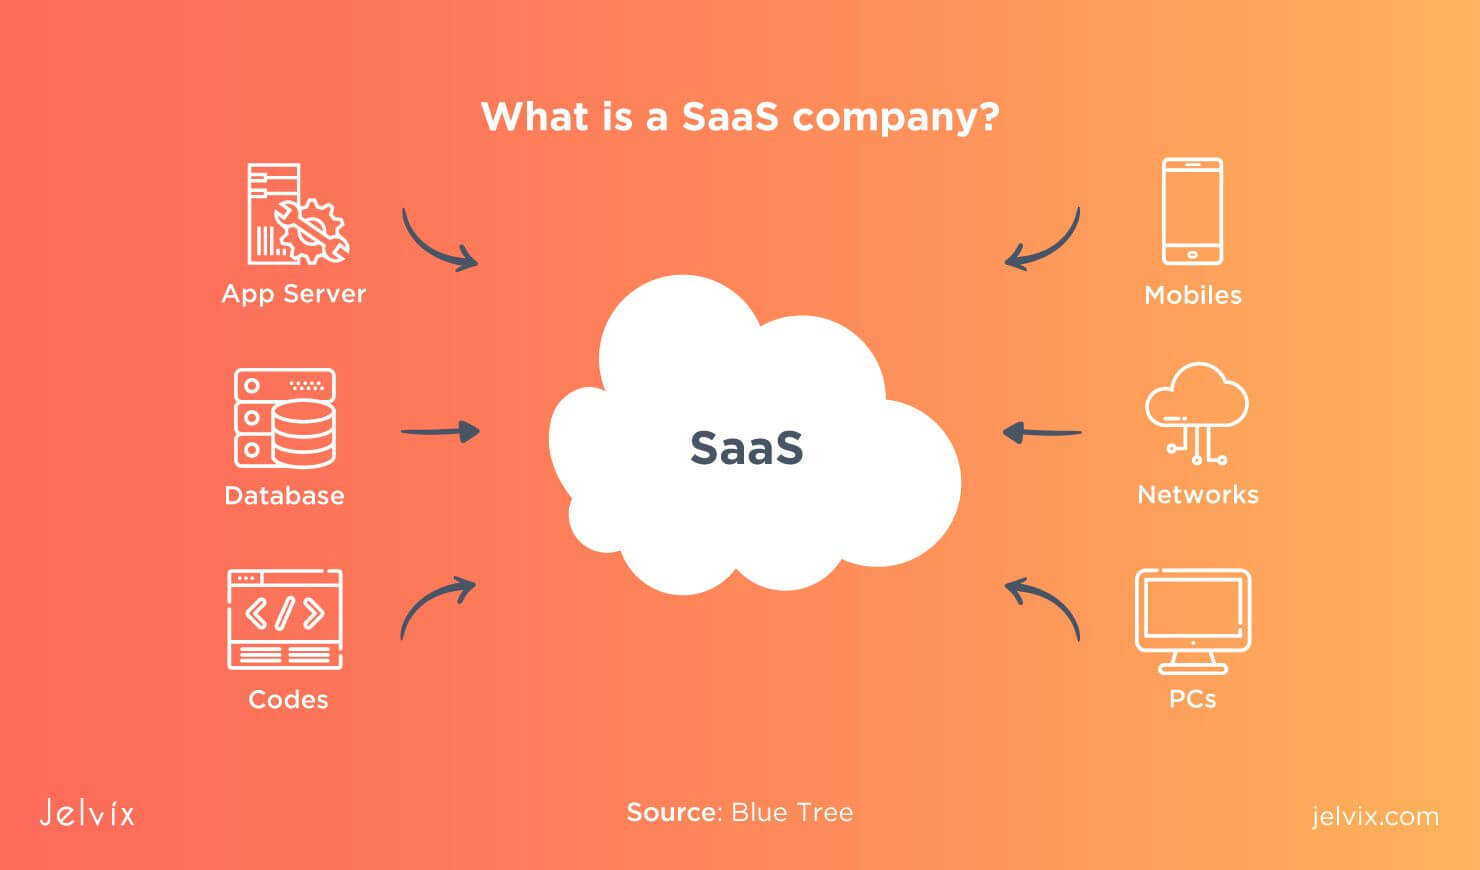 What is a SaaS company?
App Server
Mobiles
SaaS
Database
Networks
Codes
PCs
Jelvix
Source: Blue Tree
jelvix.com